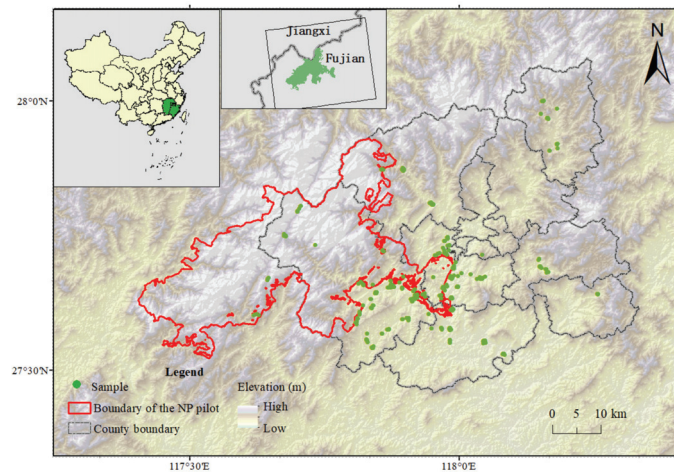 Jiangxi
Fujian
N
28°0'N
27°30'N
Legend
Sample
Boundary of the NP pilot
County boundary
Elevation (m)
High
Low
0 5 10 km
117°30'E
118°0'E